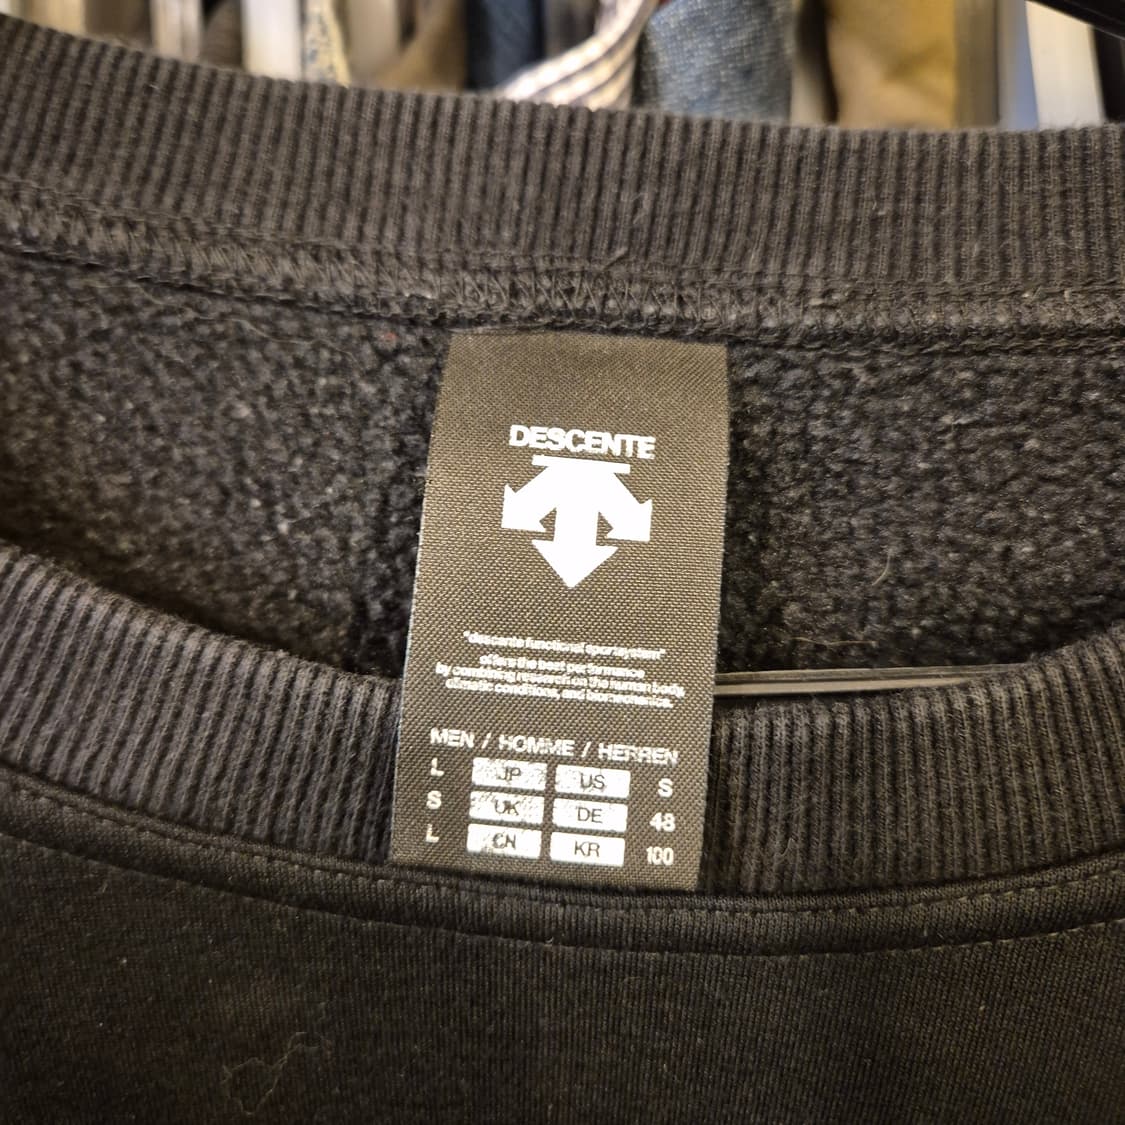 DESCENTE
"descente functional sportsystem"
offers the best performance
by combining research on the human body,
climatic conditions, and biomechanics.
MEN / HOMME / HERREN
L JP US S
S UK DE 48
L CN KR 100